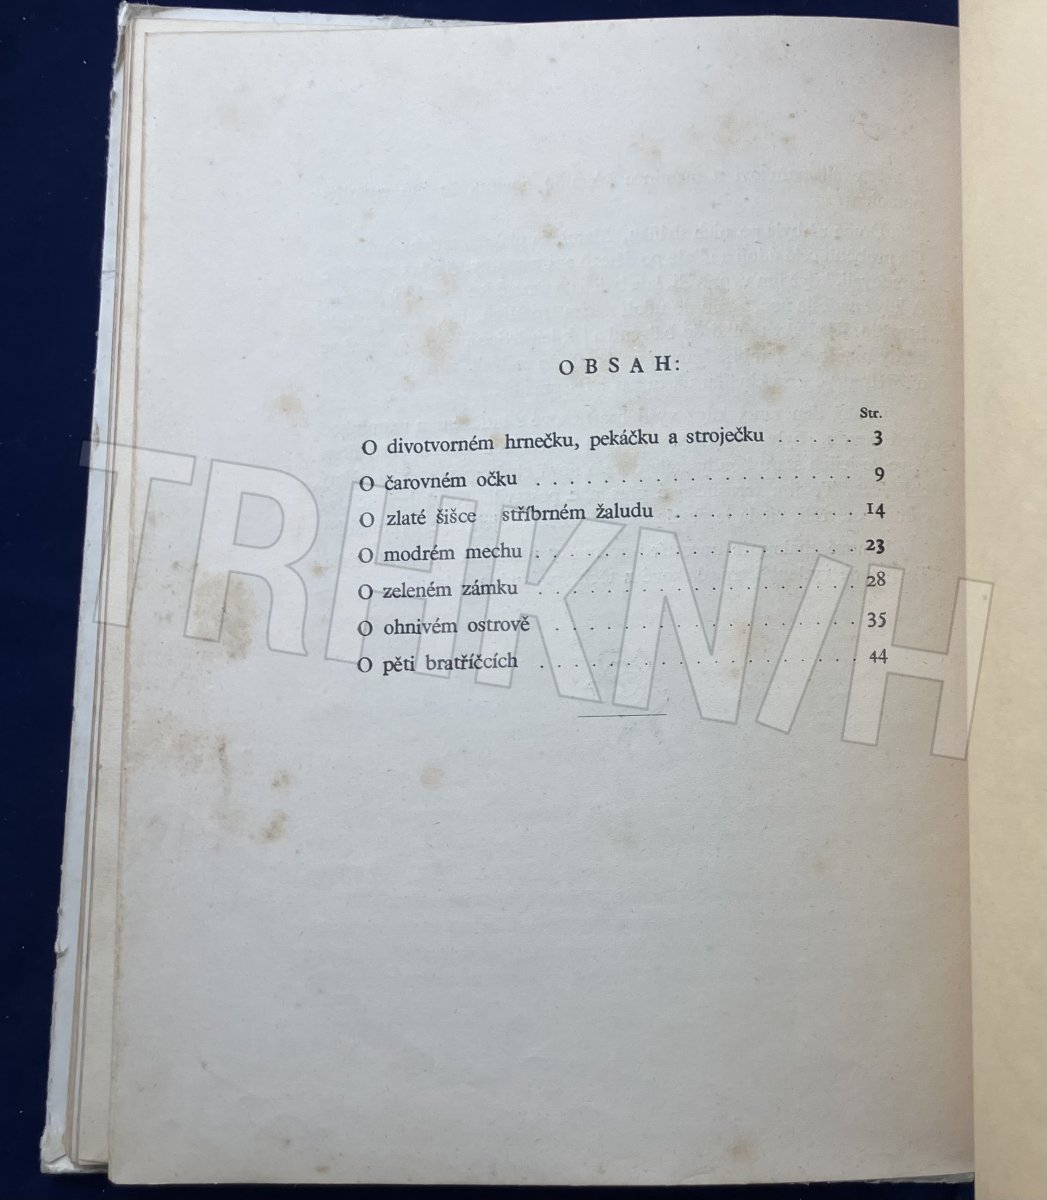 OBSAH:
Str.
O divotvorném hrnečku, pekáčku a stroječku . . . . . 3
O čarovném očku . . . . . . . . . . . . . . . . . . . 9
O zlaté šišce stříbrném žaludu . . . . . . . . . . . 14
O modrém mechu . . . . . . . . . . . . . . . . . . . 23
O zeleném zámku . . . . . . . . . . . . . . . . . . . 28
O ohnivém ostrově . . . . . . . . . . . . . . . . . . 35
O pěti bratříčcích . . . . . . . . . . . . . . . . . . 44
TRHKNIH